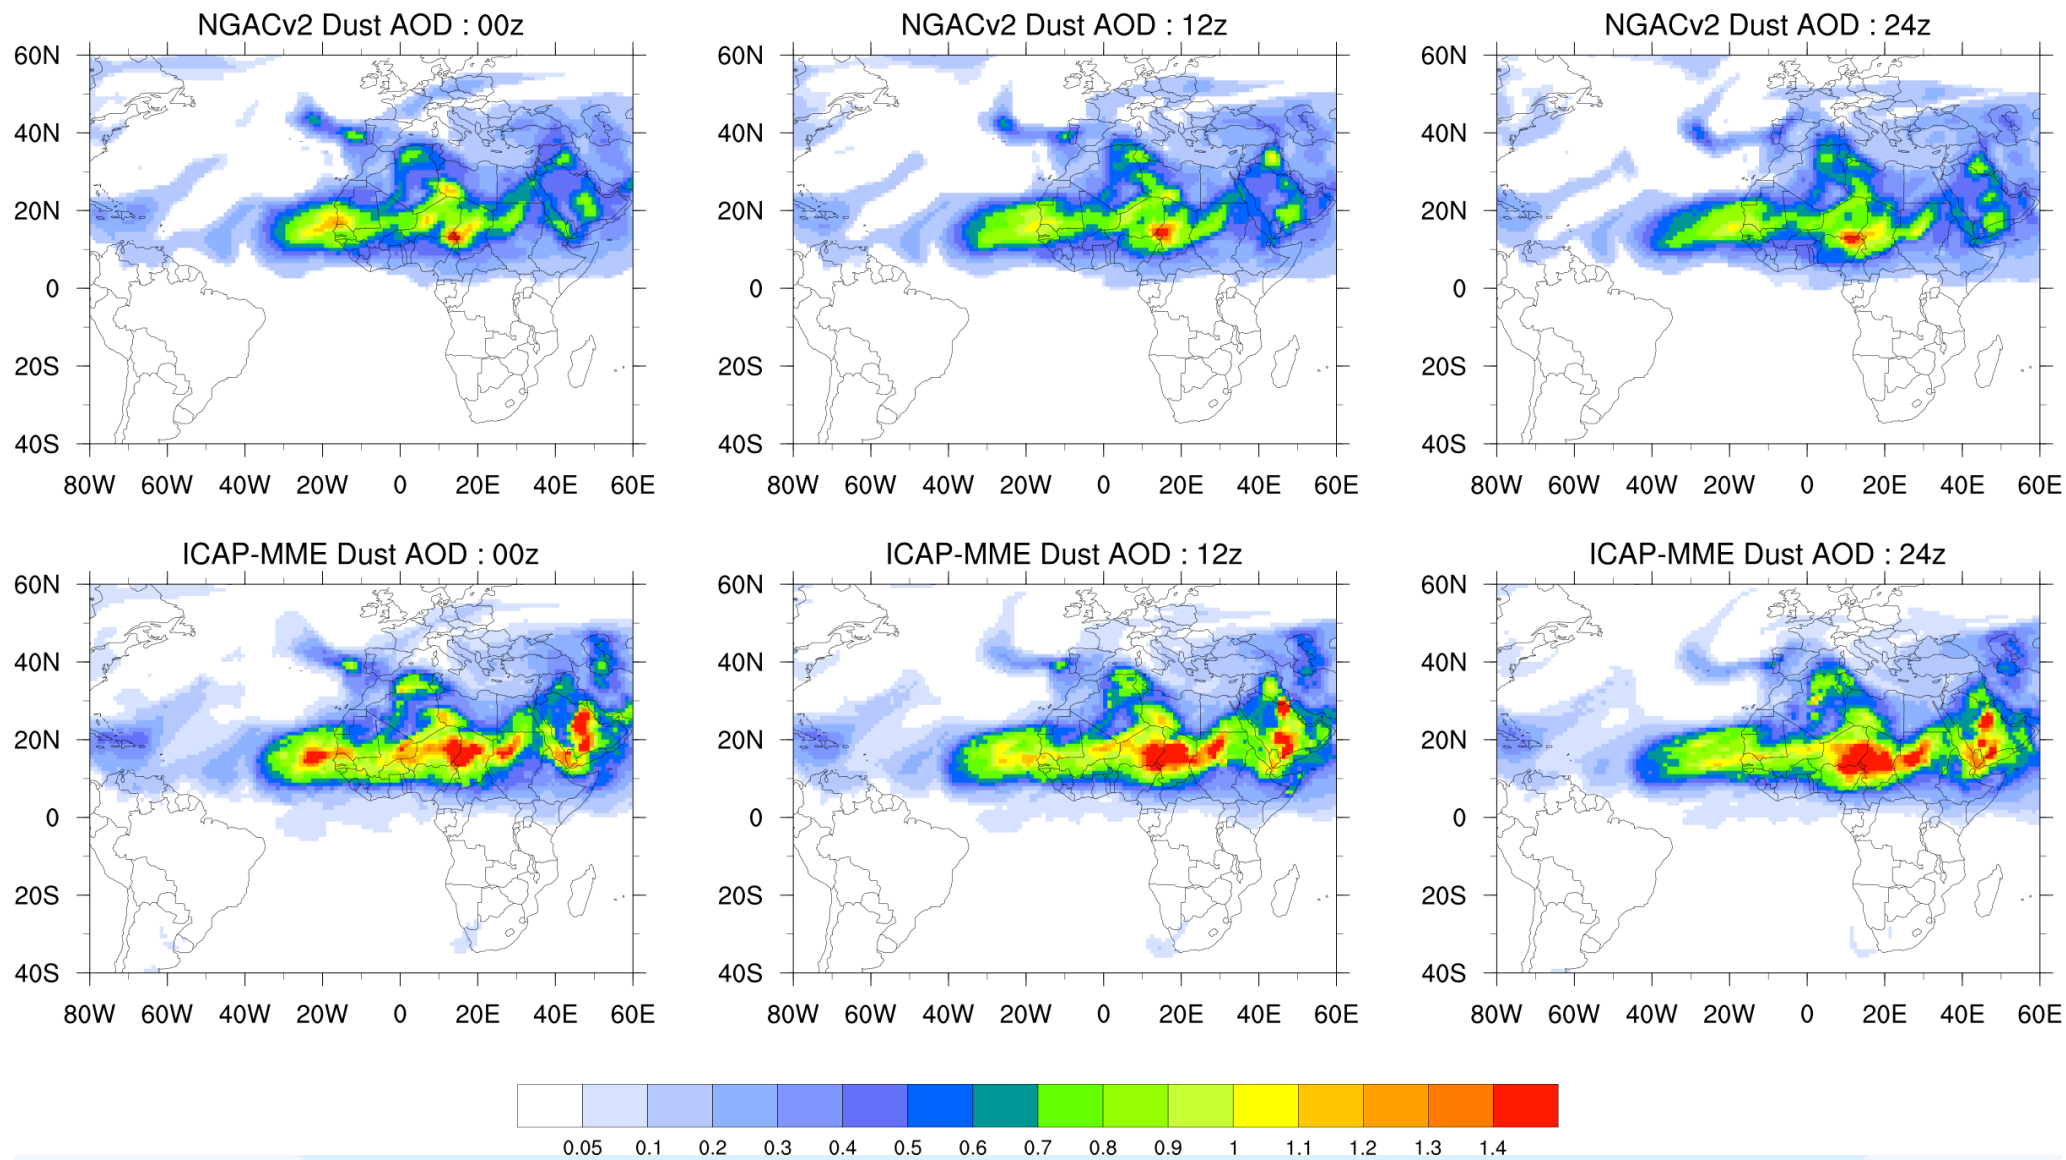 NGACv2 Dust AOD : 00z
NGACv2 Dust AOD : 12z
NGACv2 Dust AOD : 24z
60N 60N 60N
40N 40N 40N
20N 20N 20N
0 0 0
20S 20S 20S
40S 40S 40S
80W 60W 40W 20W 0 20E 40E 60E
80W 60W 40W 20W 0 20E 40E 60E
80W 60W 40W 20W 0 20E 40E 60E
ICAP-MME Dust AOD : 00z
ICAP-MME Dust AOD : 12z
ICAP-MME Dust AOD : 24z
60N 60N 60N
40N 40N 40N
20N 20N 20N
0 0 0
20S 20S 20S
40S 40S 40S
80W 60W 40W 20W 0 20E 40E 60E
80W 60W 40W 20W 0 20E 40E 60E
80W 60W 40W 20W 0 20E 40E 60E
0.05 0.1 0.2 0.3 0.4 0.5 0.6 0.7 0.8 0.9 1 1.1 1.2 1.3 1.4